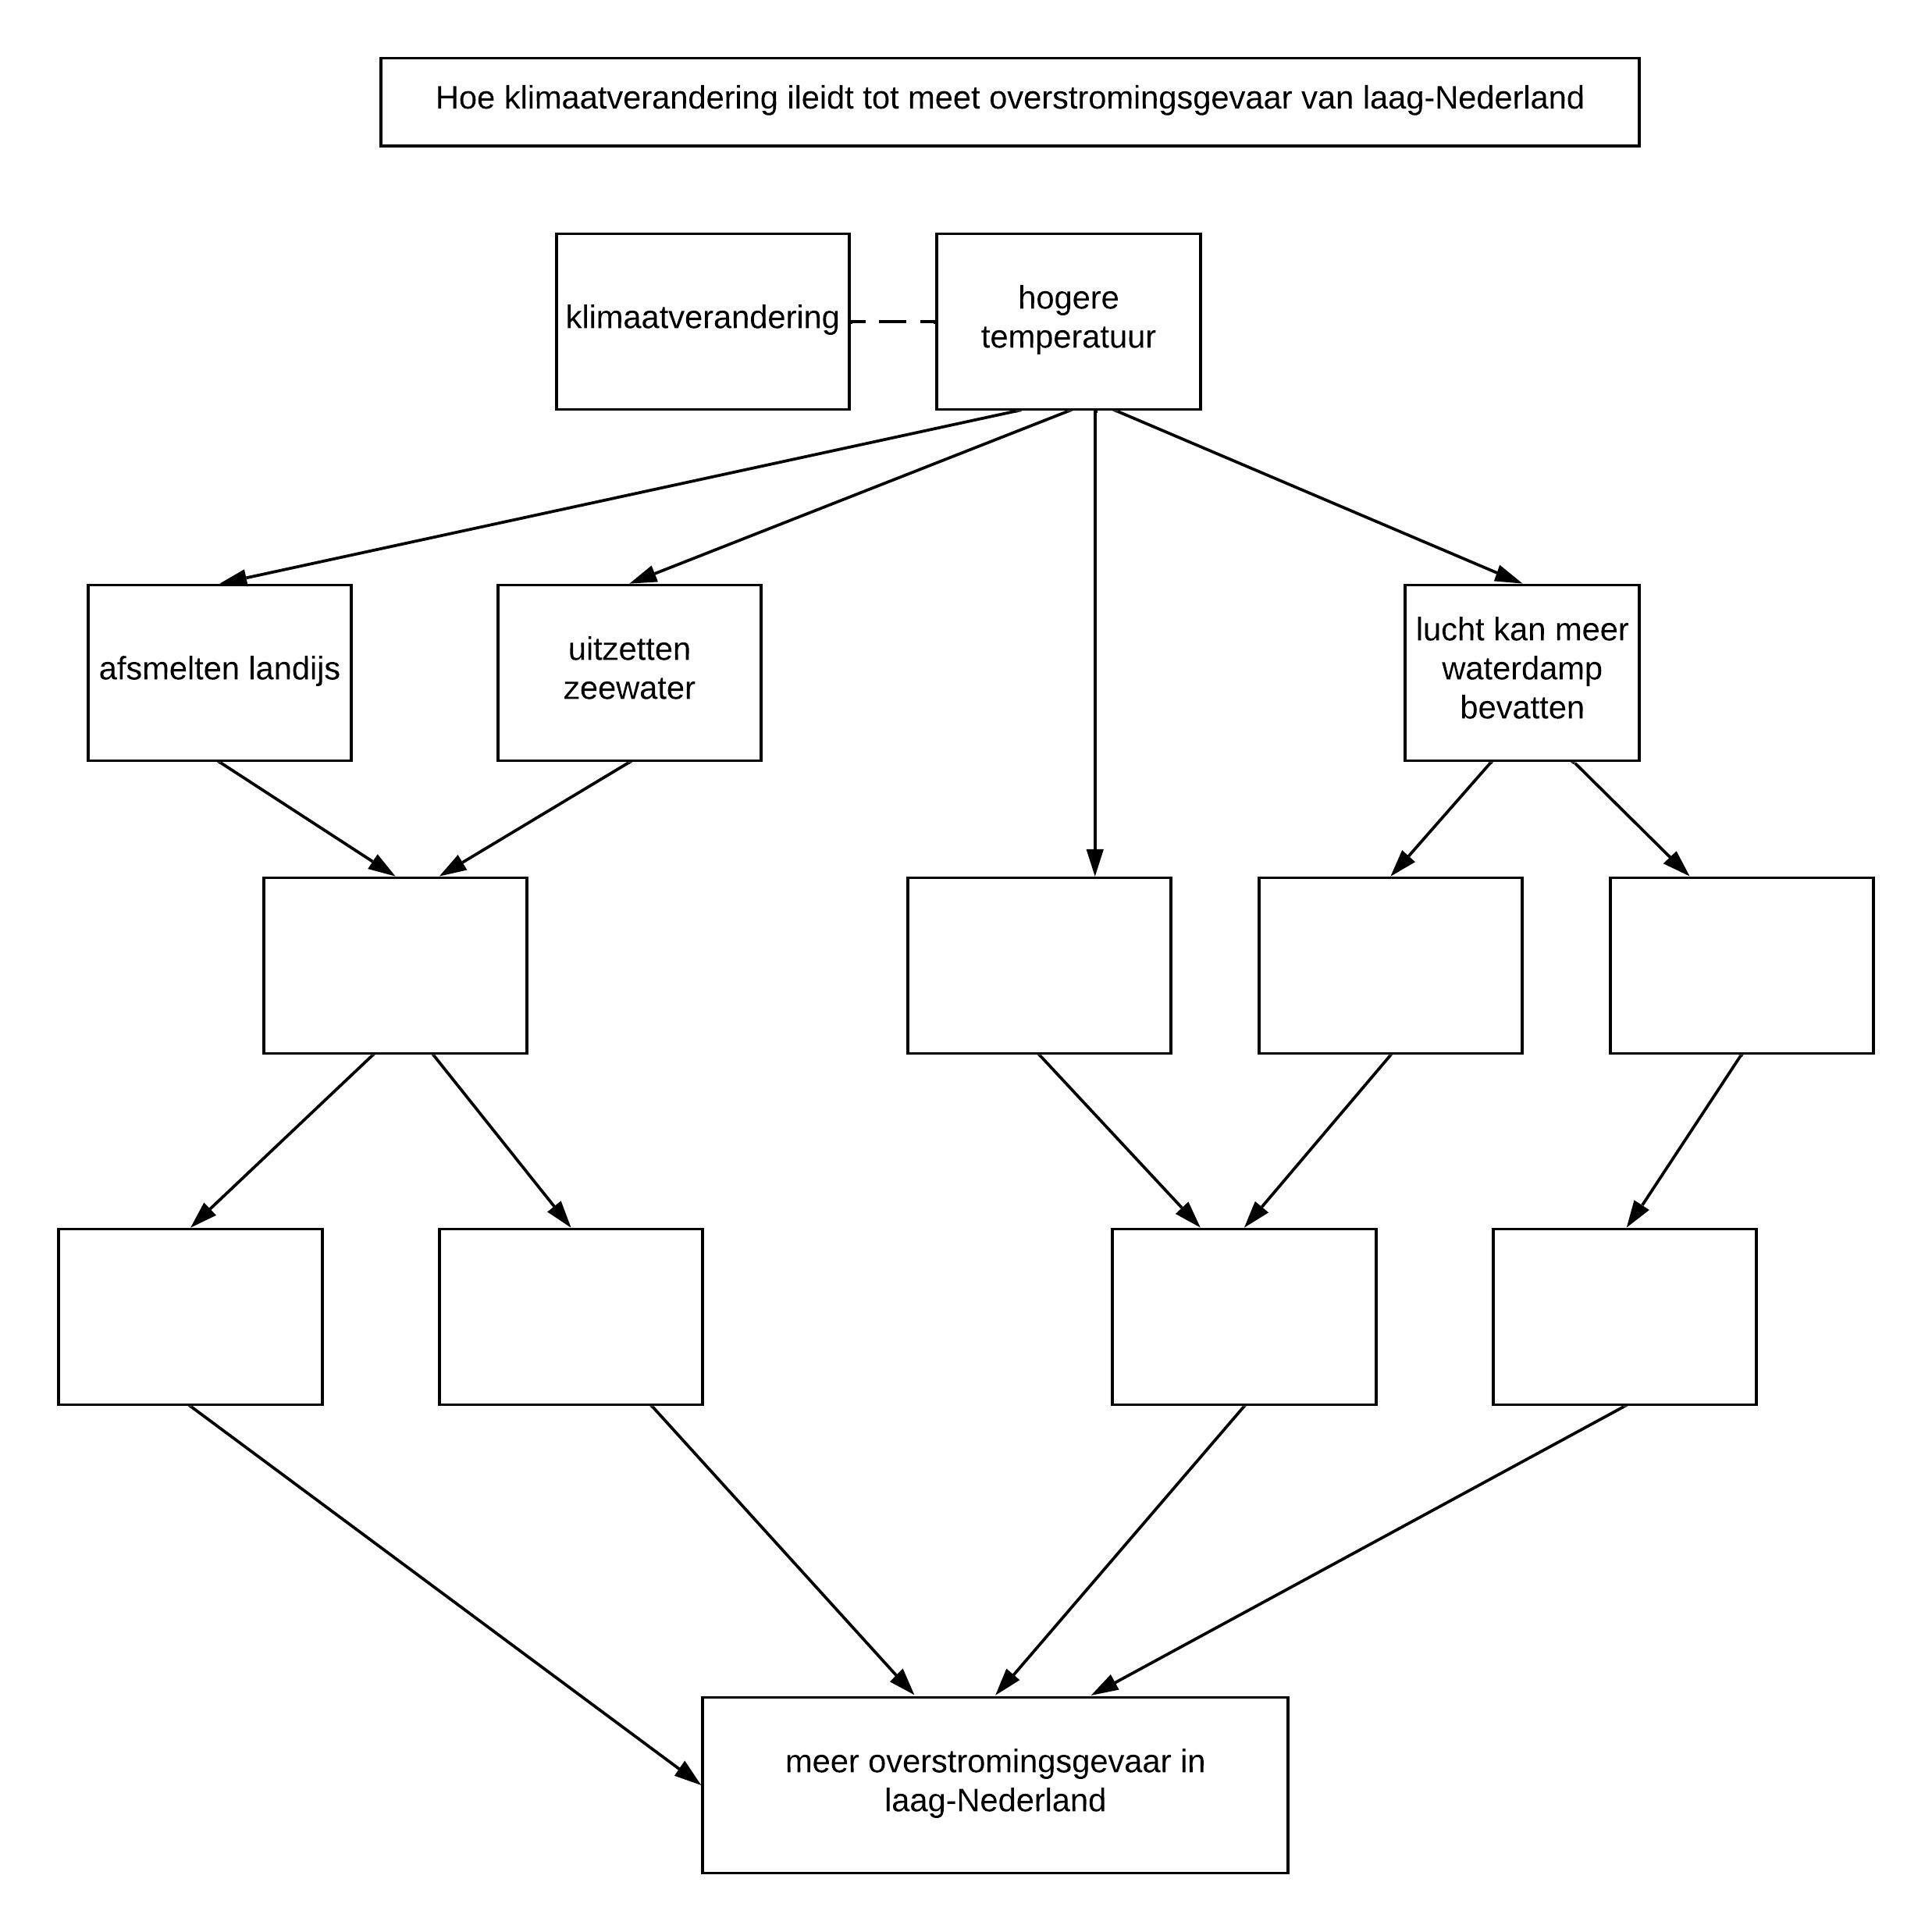 Hoe klimaatverandering ileidt tot meet overstromingsgevaar van laag-Nederland
klimaatverandering
hogere
temperatuur
afsmelten landijs
uitzetten
zeewater
lucht kan meer
waterdamp
bevatten
meer overstromingsgevaar in
laag-Nederland